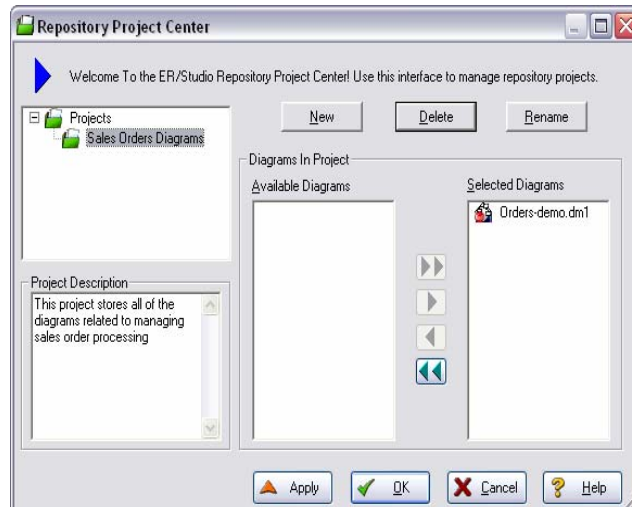 Repository Project Center
Welcome To the ER/Studio Repository Project Center! Use this interface to manage repository projects.
Projects
Sales Orders Diagrams
New
Delete
Rename
Diagrams In Project
Available Diagrams
Selected Diagrams
Orders-demo.dm1
Project Description
This project stores all of the
diagrams related to managing
sales order processing
Apply
OK
Cancel
Help